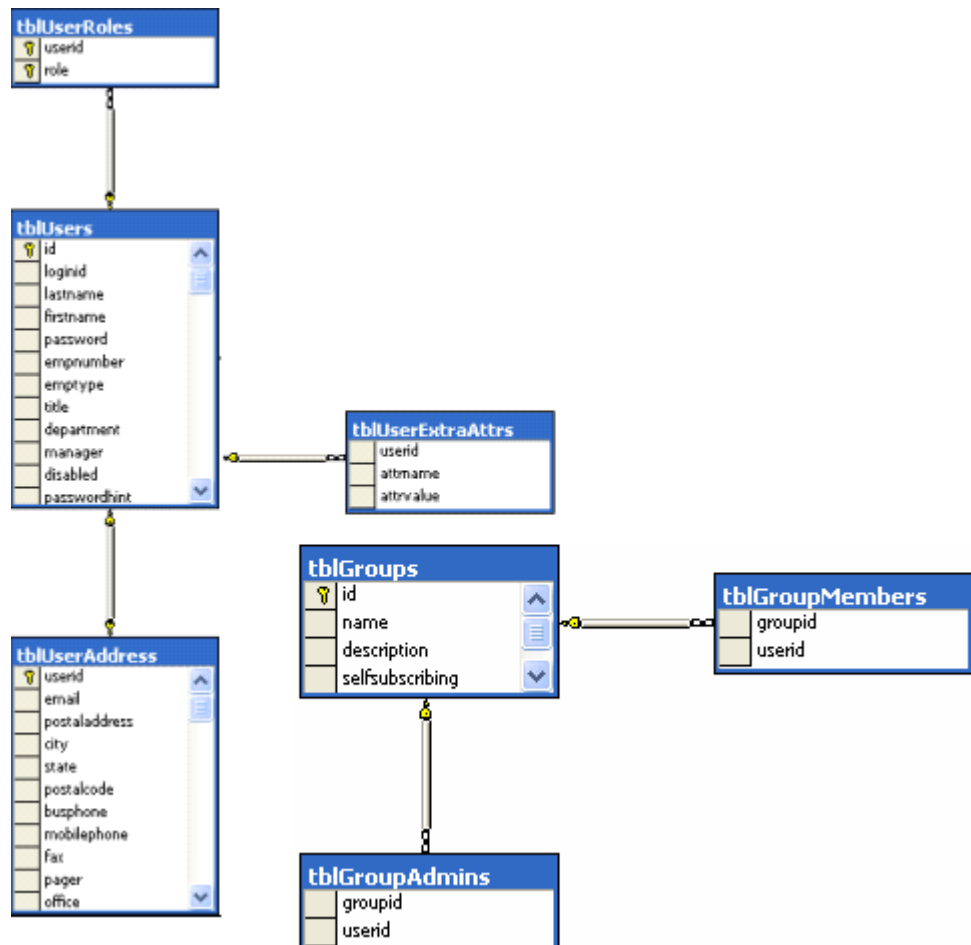 tblUserRoles
userid
role
tblUsers
id
loginid
lastname
firstname
password
empnumber
emptype
title
department
manager
disabled
passwordhint
tblUserExtraAttrs
userid
attrname
attrvalue
tblUserAddress
userid
email
postaladdress
city
state
postalcode
busphone
mobilephone
fax
pager
office
tblGroups
id
name
description
selfsubscribing
tblGroupMembers
groupid
userid
tblGroupAdmins
groupid
userid